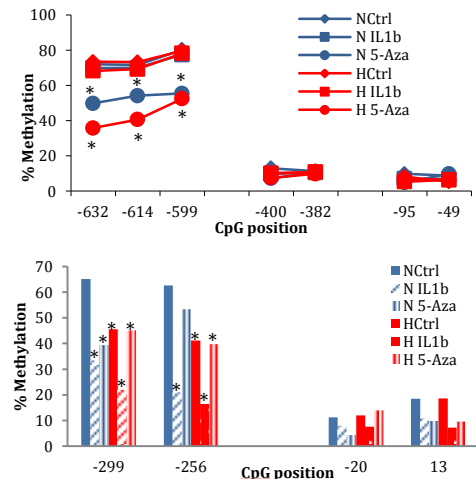 100
80
60
40
20
0
% Methylation
NCtrl
N IL1b
N 5-Aza
HCtrl
H IL1b
H 5-Aza
* * *
* * *
-632 -614 -599 -400 -382 -95 -49
CpG position
70
60
50
40
30
20
10
0
% Methylation
NCtrl
N IL1b
N 5-Aza
HCtrl
H IL1b
H 5-Aza
* * * * *
* * * *
-299 -256 -20 13
CpG position